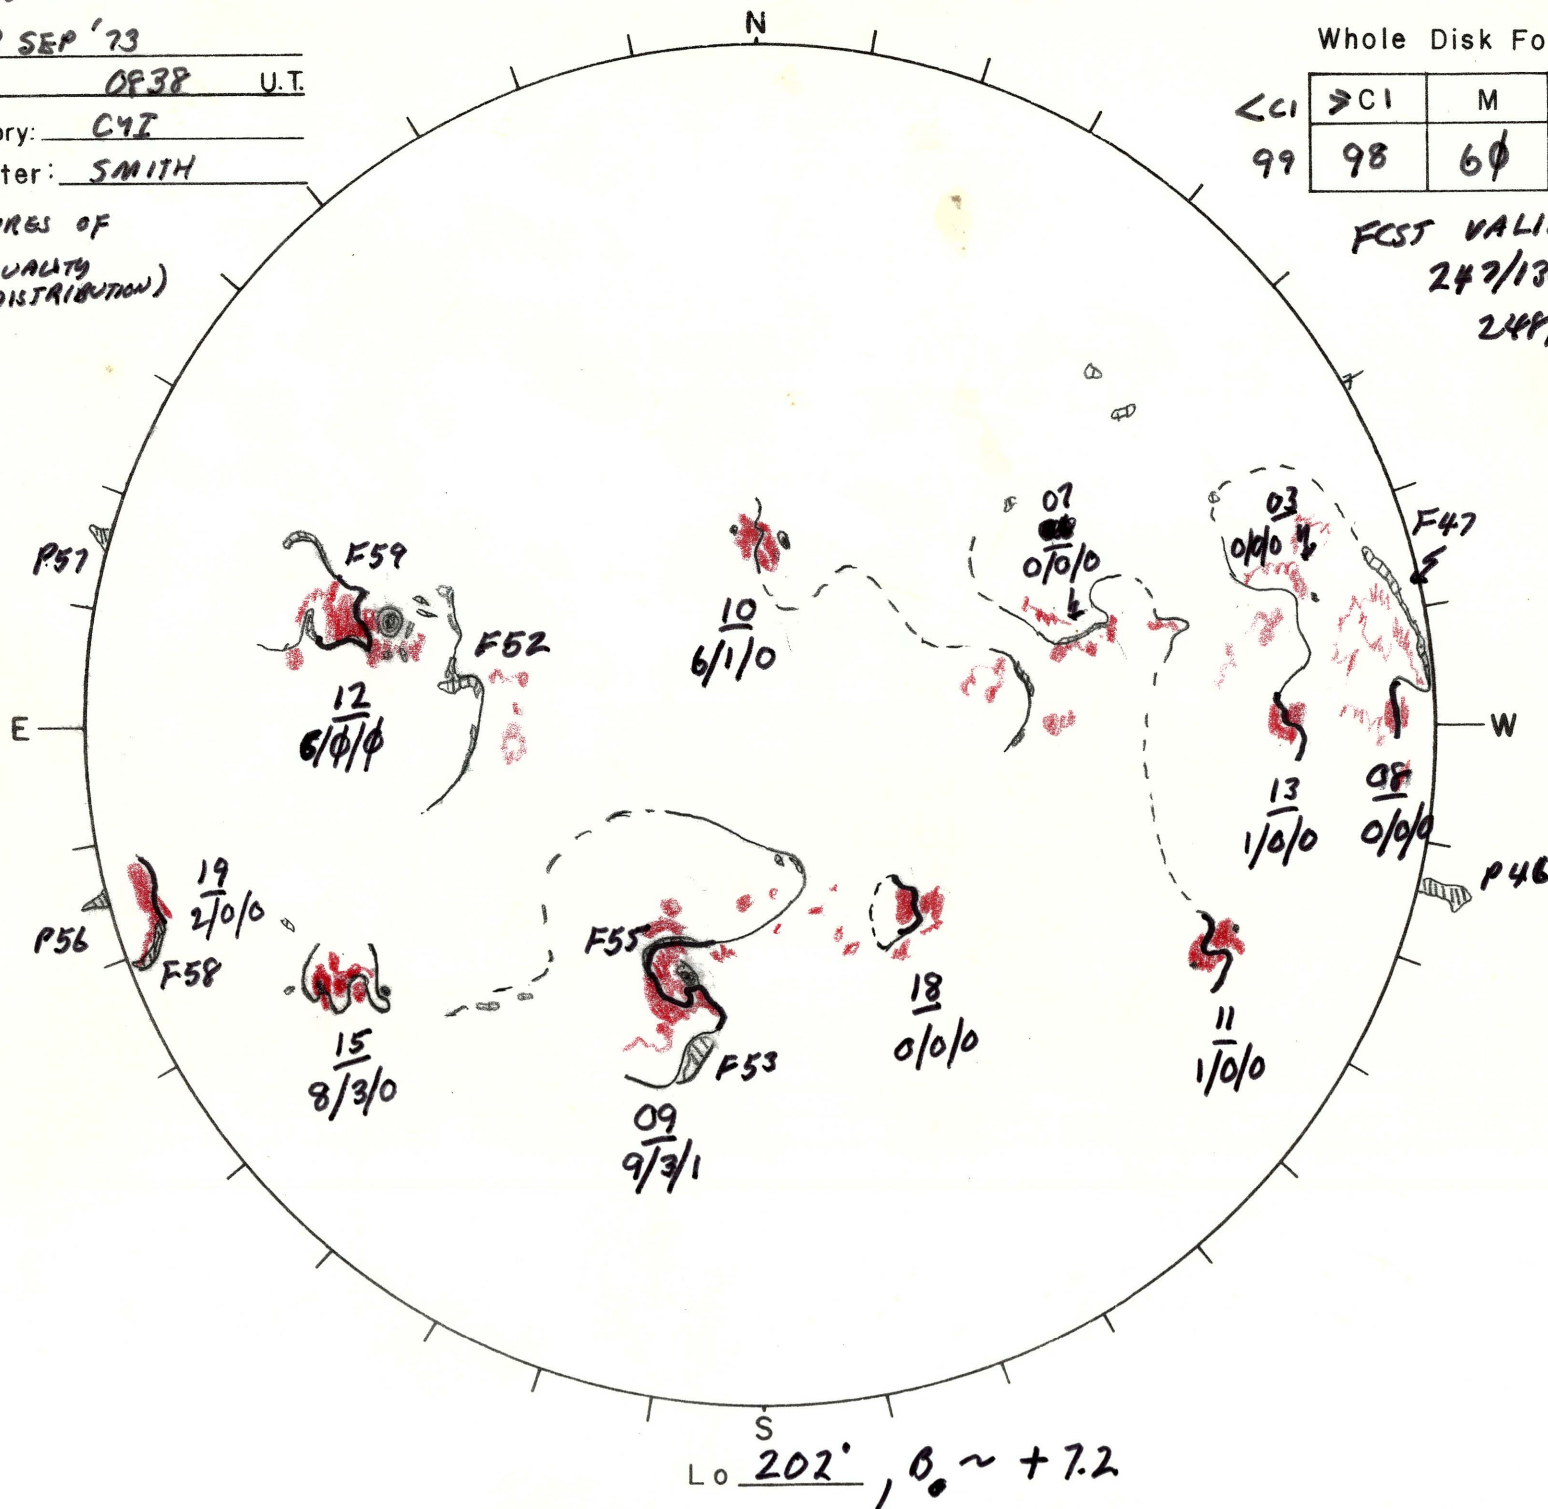 SEP '73
0838 U.T.
ory: CYI
ter: SMITH
RES OF
UALITY
DISTRIBUTION)
N
Whole Disk Fo
<C1 ≥C1 M
99 98 6∅
FCST VALI
247/13
248/
P57
F59
F52
12
6/∅/∅
10
6/1/0
07
0/0/0
03
0/0/0
F47
E
W
13
1/0/0
08
0/0/0
P46
19
2/0/0
P56
F58
15
8/3/0
F55
F53
09
9/3/1
18
0/0/0
11
1/0/0
S
Lo 202°, B₀ ~ +7.2